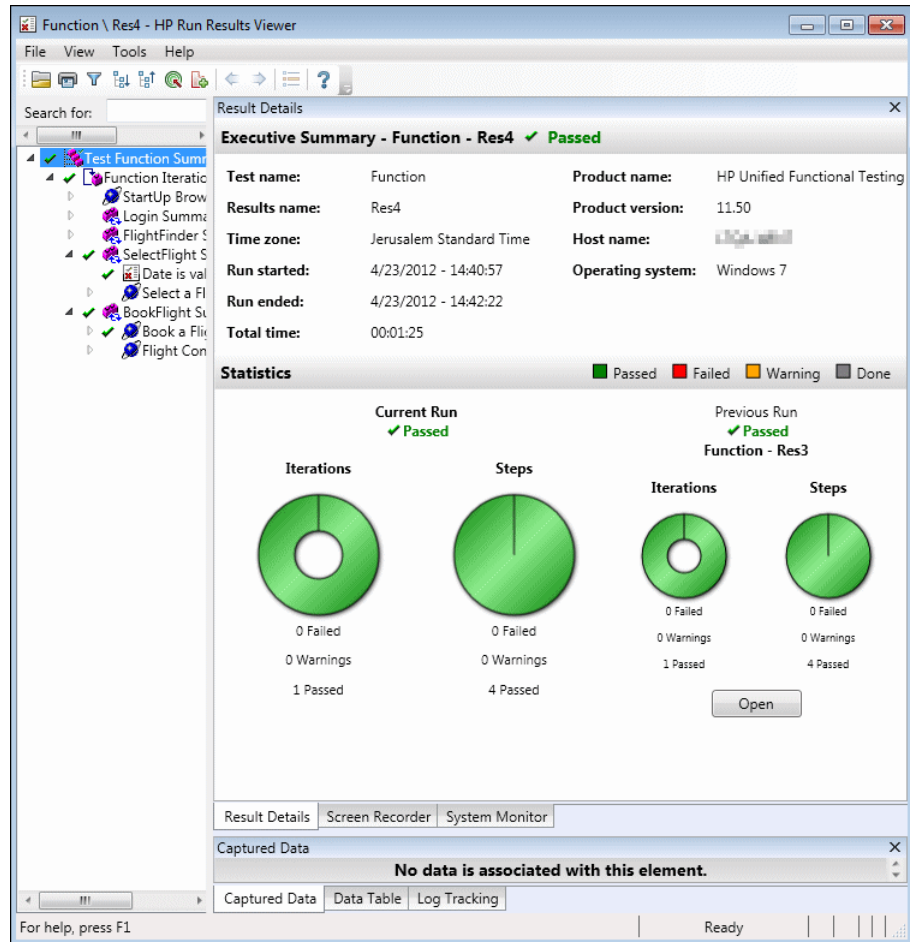 Function \ Res4 - HP Run Results Viewer
File View Tools Help
Search for:
Test Function Summ
Function Iteratio
StartUp Brow
Login Summa
FlightFinder S
SelectFlight S
Date is val
Select a Fl
BookFlight Su
Book a Flig
Flight Con
Result Details
Executive Summary - Function - Res4 ✔ Passed
Test name: Function Product name: HP Unified Functional Testing
Results name: Res4 Product version: 11.50
Time zone: Jerusalem Standard Time Host name:
Run started: 4/23/2012 - 14:40:57 Operating system: Windows 7
Run ended: 4/23/2012 - 14:42:22
Total time: 00:01:25
Statistics Passed Failed Warning Done
Current Run
✔ Passed
Iterations Steps
0 Failed 0 Failed
0 Warnings 0 Warnings
1 Passed 4 Passed
Previous Run
✔ Passed
Function - Res3
Iterations Steps
0 Failed 0 Failed
0 Warnings 0 Warnings
1 Passed 4 Passed
Open
Result Details Screen Recorder System Monitor
Captured Data
No data is associated with this element.
Captured Data Data Table Log Tracking
For help, press F1 Ready